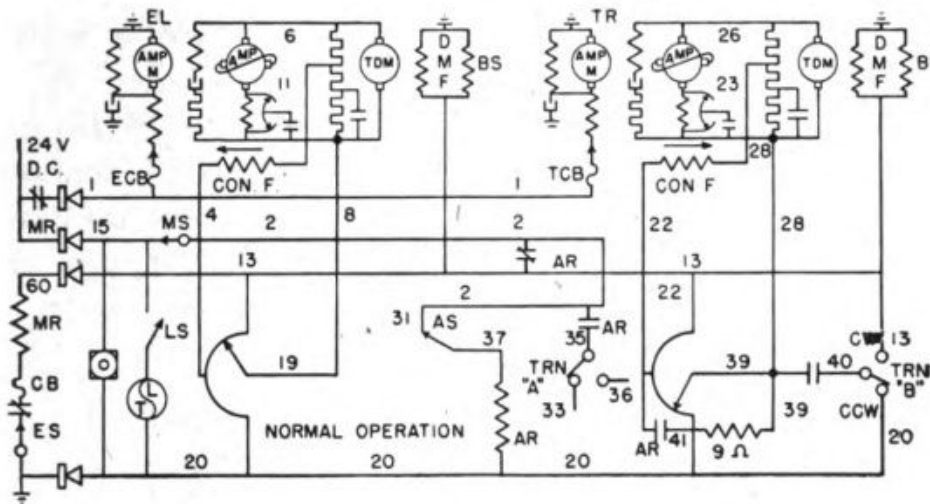 EL 6 26 TR
AMP M AMP TDM D M F BS AMP M AMP TDM D M F B
11 23
24 V
D.C. ECB CON. F. TCB CON F 28
1 1
4 8 22 28
MR 15 MS 2 2
13 AR 13
60 2 22
MR LS 31 AS 37 35 AR 13
CB 19 TRN "A" 39 40 TRN "B"
33 36 39 CCW
ES NORMAL OPERATION AR AR 41 9 Ω 20
20 20 20